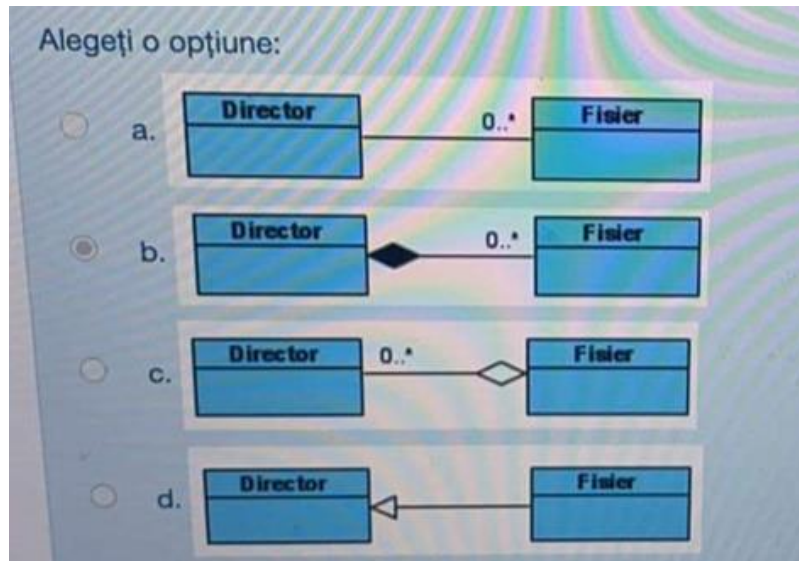 Alegeți o opțiune:
a.
Director
0..*
Fisier
b.
Director
0..*
Fisier
c.
Director
0..*
Fisier
d.
Director
Fisier